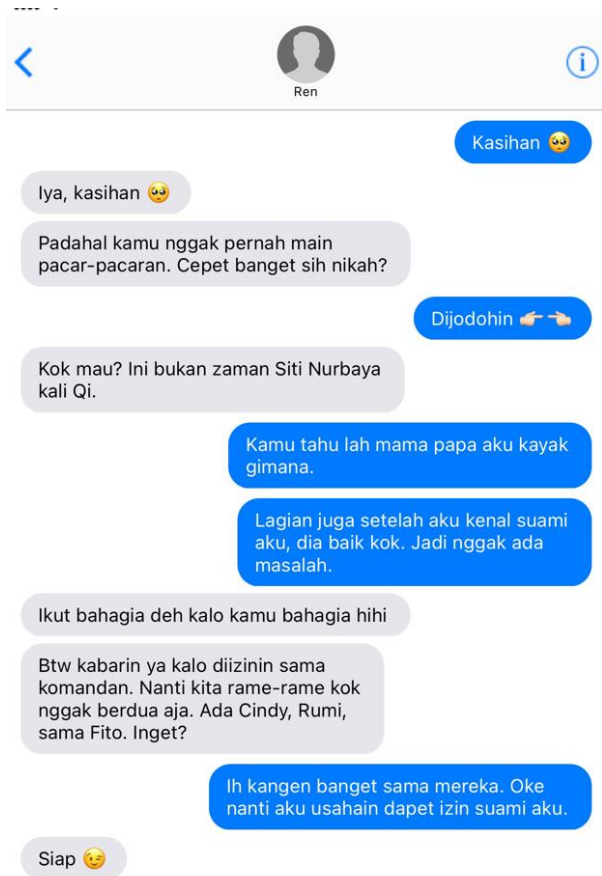 Ren
Kasihan 🥺
Iya, kasihan 🥺
Padahal kamu nggak pernah main
pacar-pacaran. Cepet banget sih nikah?
Dijodohin 👉🏻👈🏻
Kok mau? Ini bukan zaman Siti Nurbaya
kali Qi.
Kamu tahu lah mama papa aku kayak
gimana.
Lagian juga setelah aku kenal suami
aku, dia baik kok. Jadi nggak ada
masalah.
Ikut bahagia deh kalo kamu bahagia hihi
Btw kabarin ya kalo diizinin sama
komandan. Nanti kita rame-rame kok
nggak berdua aja. Ada Cindy, Rumi,
sama Fito. Inget?
Ih kangen banget sama mereka. Oke
nanti aku usahain dapet izin suami aku.
Siap 😉